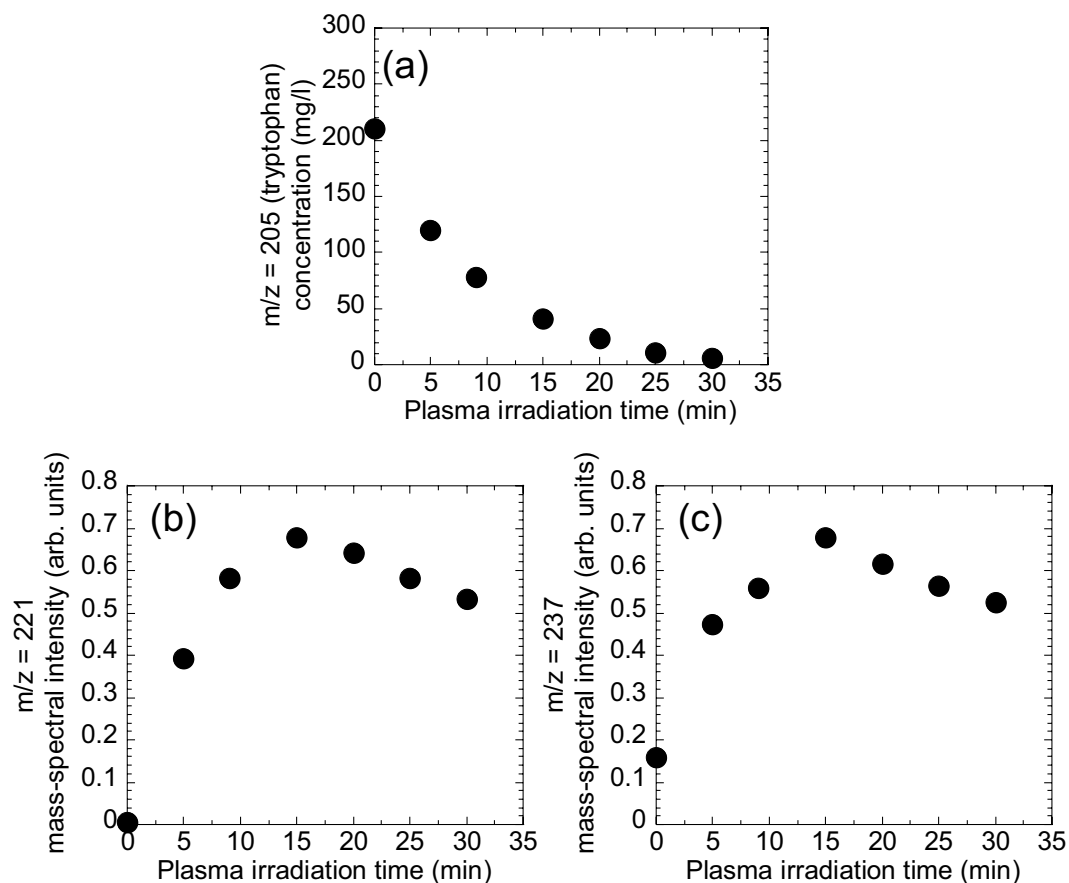 (a)
m/z = 205 (tryptophan)
concentration (mg/l)
300
250
200
150
100
50
0
0 5 10 15 20 25 30 35
Plasma irradiation time (min)
(b)
m/z = 221
mass-spectral intensity (arb. units)
0.8
0.7
0.6
0.5
0.4
0.3
0.2
0.1
0
0 5 10 15 20 25 30 35
Plasma irradiation time (min)
(c)
m/z = 237
mass-spectral intensity (arb. units)
0.8
0.7
0.6
0.5
0.4
0.3
0.2
0.1
0
0 5 10 15 20 25 30 35
Plasma irradiation time (min)